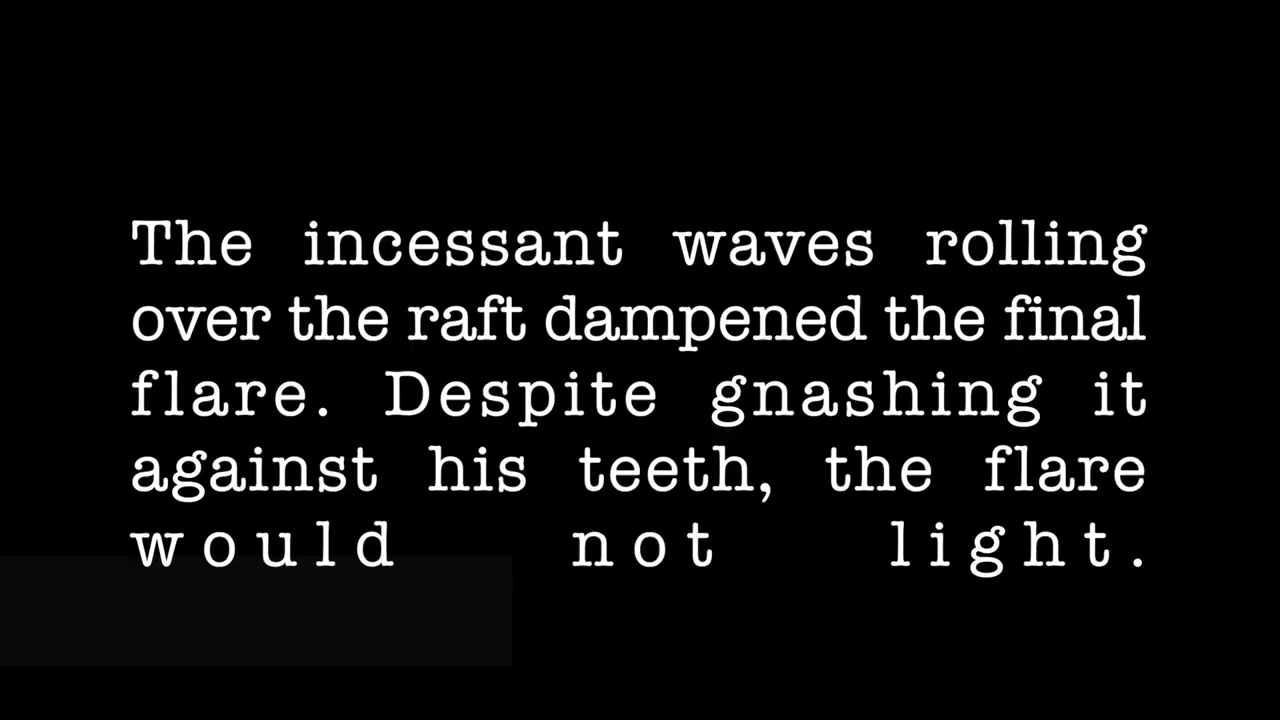 The incessant waves rolling
over the raft dampened the final
flare. Despite gnashing it
against his teeth, the flare
would not light.